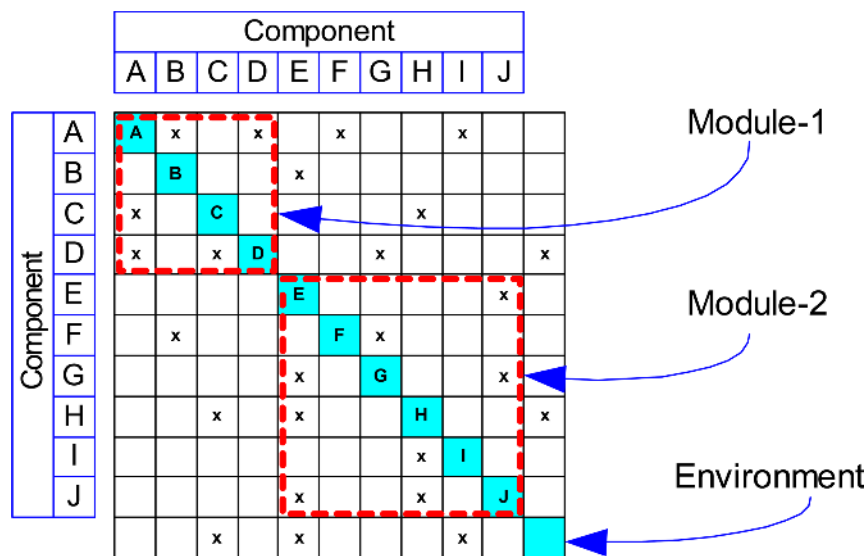 Component
A B C D E F G H I J
Component
A A x x x x Module-1
B B x
C x C x
D x x D x x
E E x
F x F x Module-2
G x G x
H x x H x
I x I
J x x J Environment
x x x